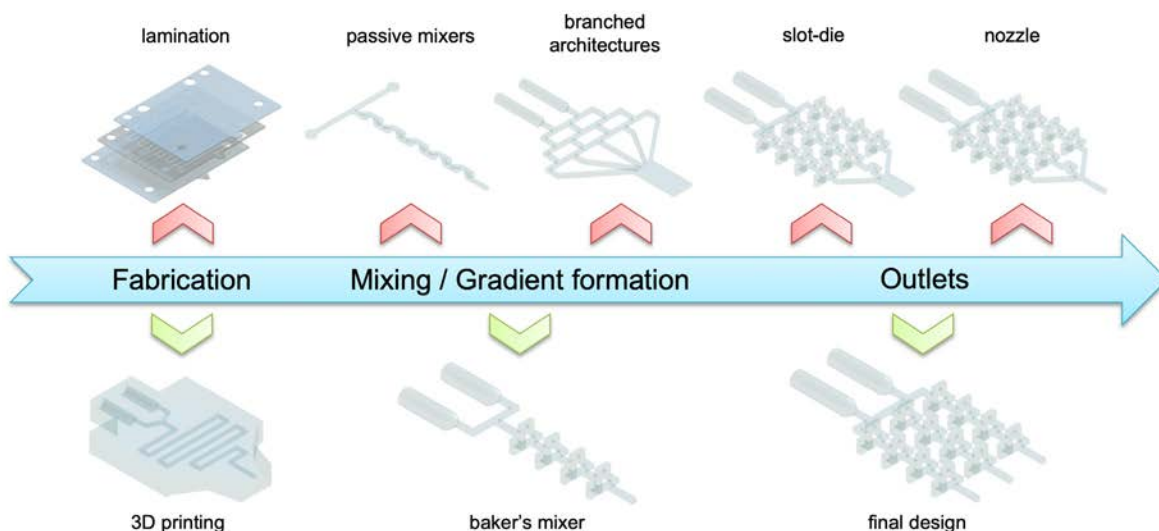 lamination
passive mixers
branched
architectures
slot-die
nozzle
Fabrication
Mixing / Gradient formation
Outlets
3D printing
baker's mixer
final design